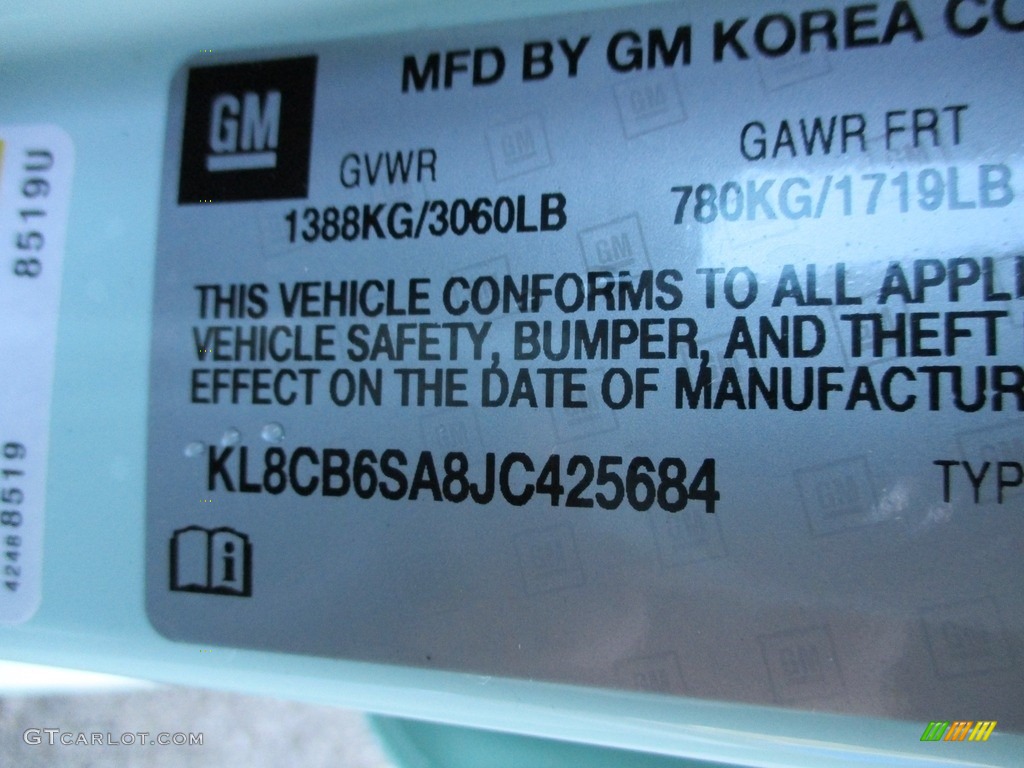 GM
MFD BY GM KOREA CO
GVWR
GAWR FRT
1388KG/3060LB
780KG/1719LB
THIS VEHICLE CONFORMS TO ALL APPLI
VEHICLE SAFETY, BUMPER, AND THEFT
EFFECT ON THE DATE OF MANUFACTUR
KL8CB6SA8JC425684
TYP
i
8519U
42488519
GTCARLOT.COM